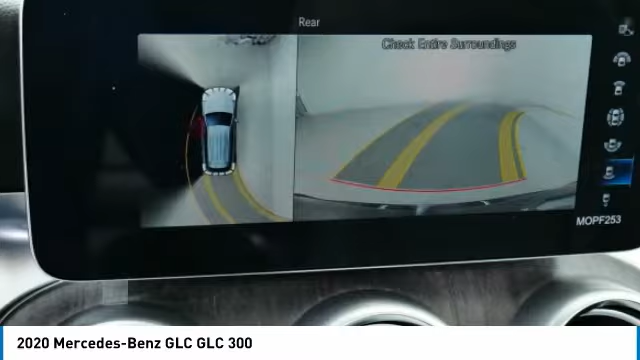 Rear
Check Entire Surroundings
MOPF253
2020 Mercedes-Benz GLC GLC 300